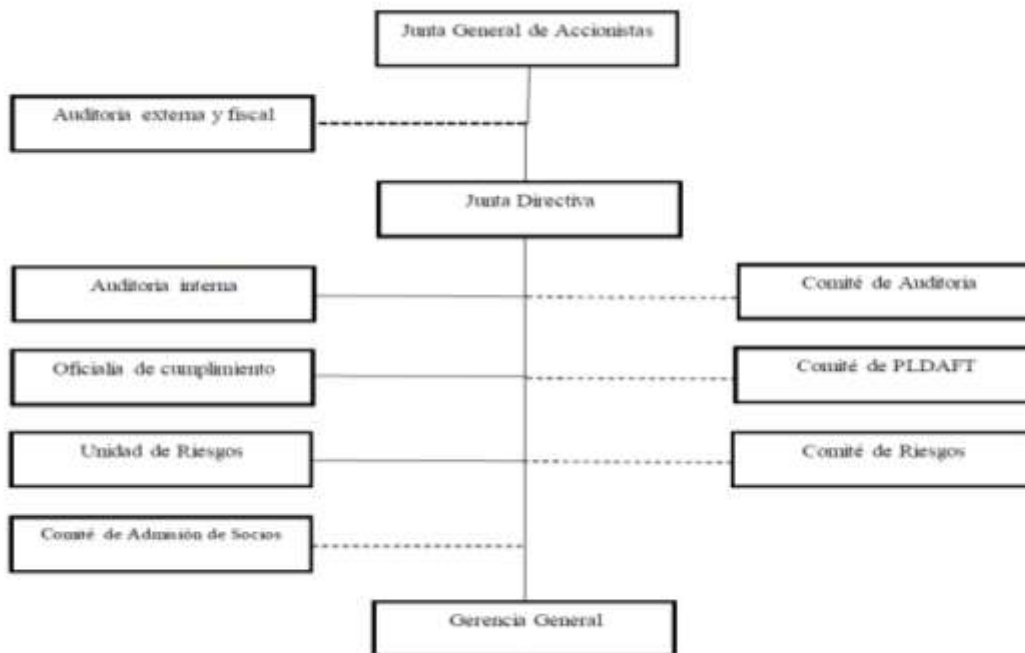 Junta General de Accionistas
Auditoria externa y fiscal
Junta Directiva
Auditoria interna
Comité de Auditoria
Oficialia de cumplimiento
Comité de PLDAFT
Unidad de Riesgos
Comité de Riesgos
Comité de Admisión de Socios
Gerencia General